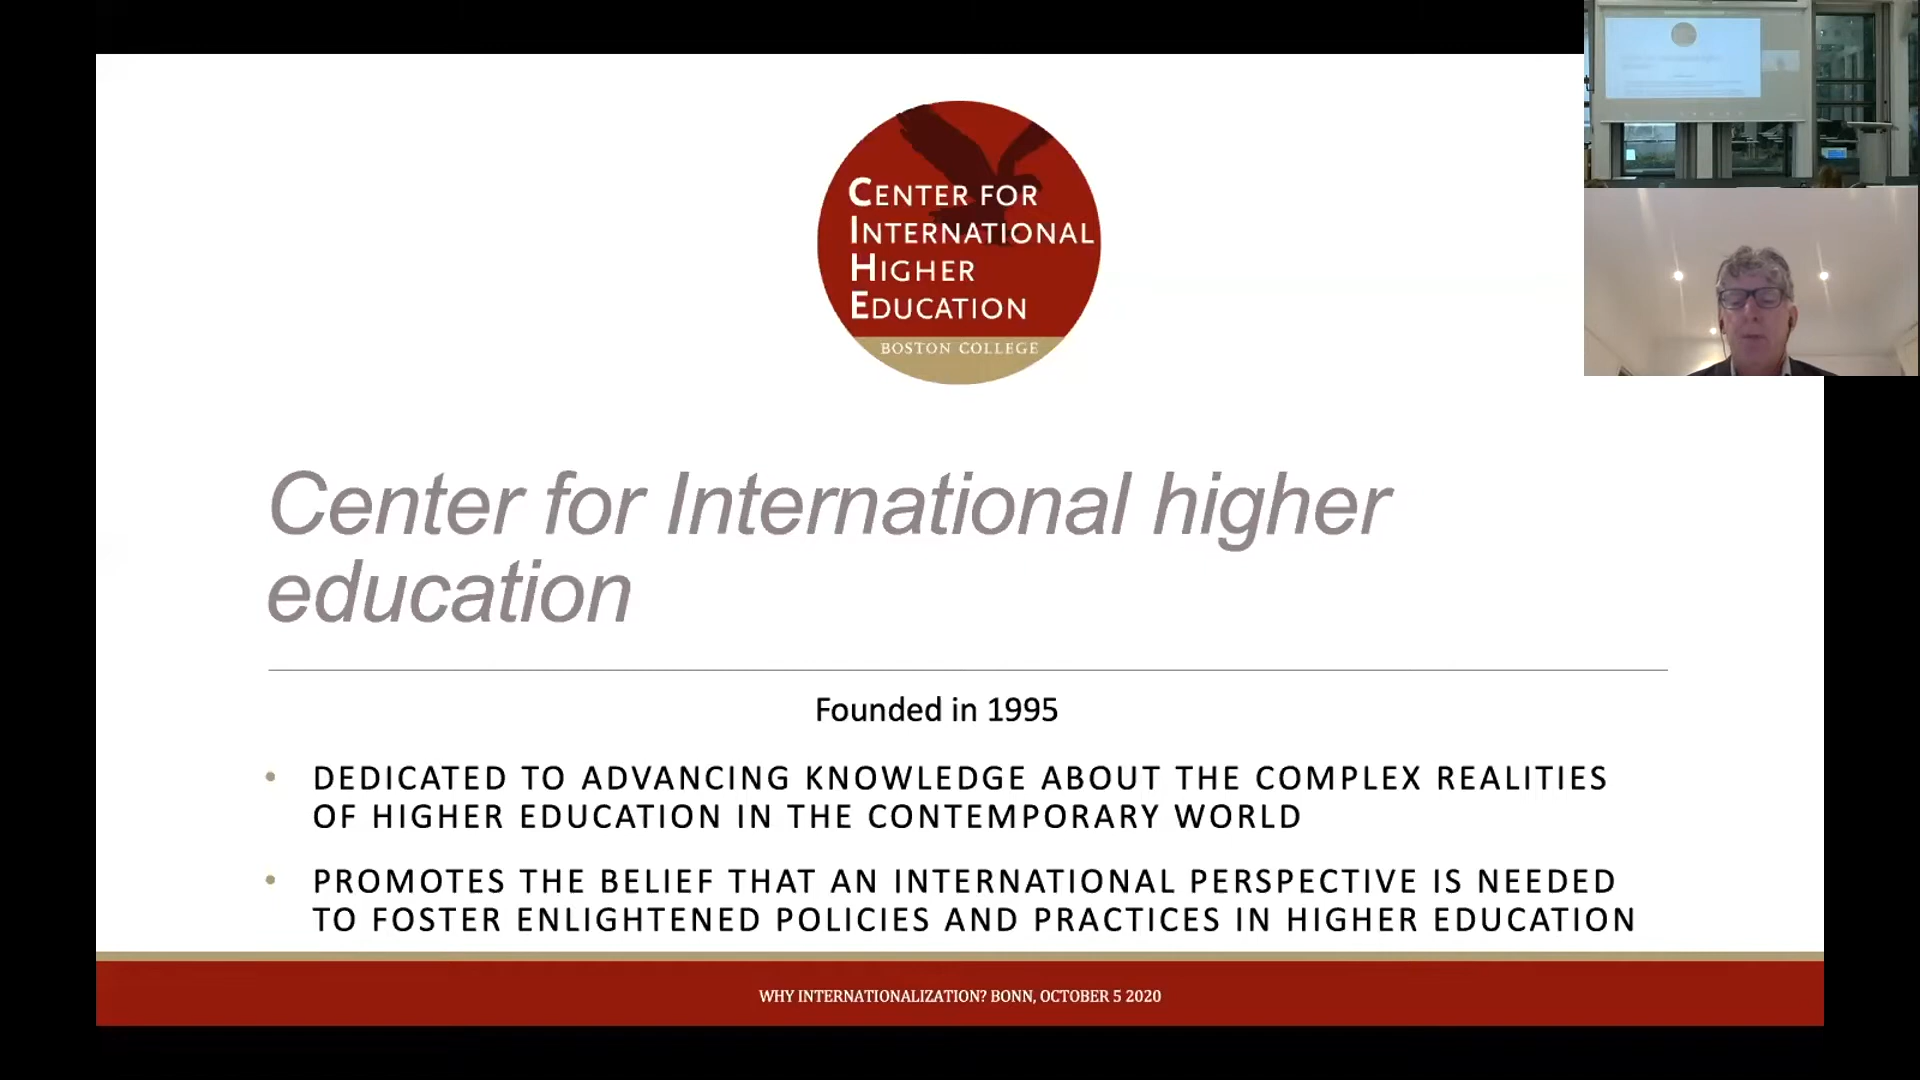 CENTER FOR
INTERNATIONAL
HIGHER
EDUCATION
BOSTON COLLEGE
Center for International higher
education
Founded in 1995
• DEDICATED TO ADVANCING KNOWLEDGE ABOUT THE COMPLEX REALITIES
OF HIGHER EDUCATION IN THE CONTEMPORARY WORLD
• PROMOTES THE BELIEF THAT AN INTERNATIONAL PERSPECTIVE IS NEEDED
TO FOSTER ENLIGHTENED POLICIES AND PRACTICES IN HIGHER EDUCATION
WHY INTERNATIONALIZATION? BONN, OCTOBER 5 2020